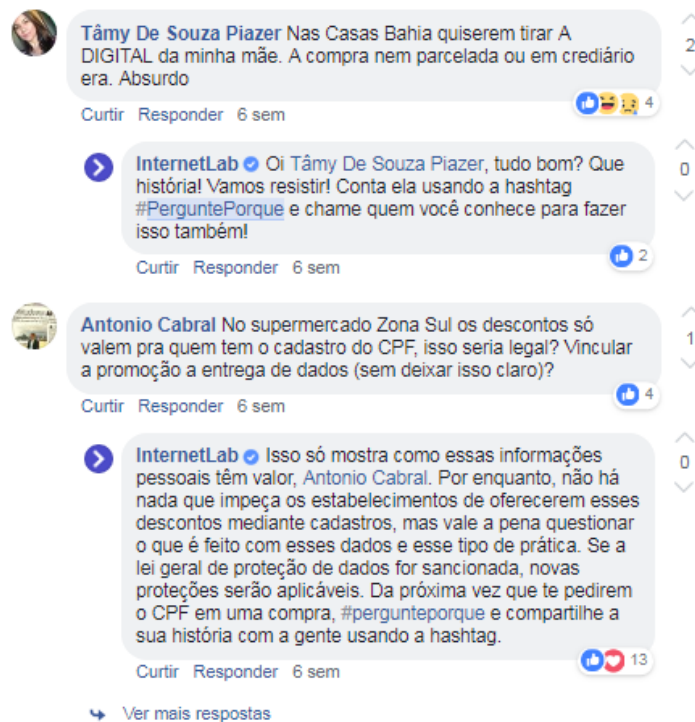 Tâmy De Souza Piazer Nas Casas Bahia quiserem tirar A
DIGITAL da minha mãe. A compra nem parcelada ou em crediário
era. Absurdo
2
4
Curtir Responder 6 sem
InternetLab Oi Tâmy De Souza Piazer, tudo bom? Que
história! Vamos resistir! Conta ela usando a hashtag
#PerguntePorque e chame quem você conhece para fazer
isso também!
0
2
Curtir Responder 6 sem
Antonio Cabral No supermercado Zona Sul os descontos só
valem pra quem tem o cadastro do CPF, isso seria legal? Vincular
a promoção a entrega de dados (sem deixar isso claro)?
1
4
Curtir Responder 6 sem
InternetLab Isso só mostra como essas informações
pessoais têm valor, Antonio Cabral. Por enquanto, não há
nada que impeça os estabelecimentos de oferecerem esses
descontos mediante cadastros, mas vale a pena questionar
o que é feito com esses dados e esse tipo de prática. Se a
lei geral de proteção de dados for sancionada, novas
proteções serão aplicáveis. Da próxima vez que te pedirem
o CPF em uma compra, #pergunteporque e compartilhe a
sua história com a gente usando a hashtag.
0
13
Curtir Responder 6 sem
Ver mais respostas